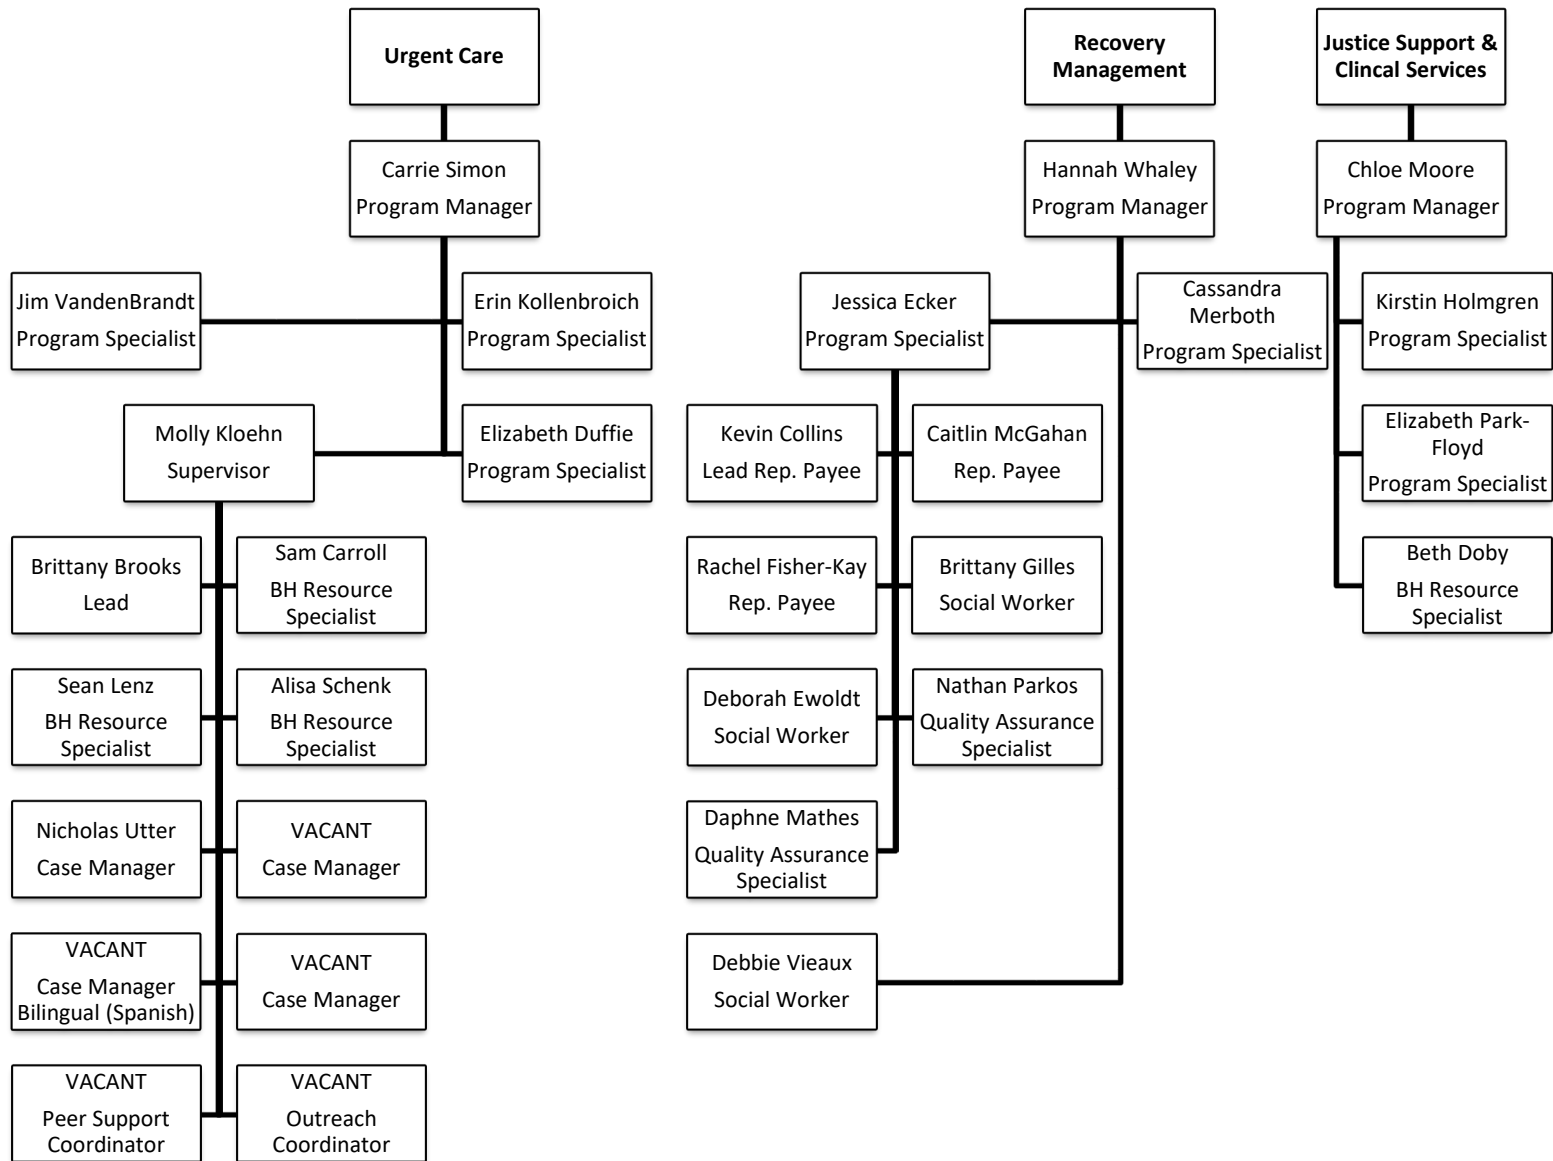 Urgent Care
Recovery
Management
Justice Support &
Clincal Services
Carrie Simon
Program Manager
Hannah Whaley
Program Manager
Chloe Moore
Program Manager
Jim VandenBrandt
Program Specialist
Erin Kollenbroich
Program Specialist
Jessica Ecker
Program Specialist
Cassandra
Merboth
Program Specialist
Kirstin Holmgren
Program Specialist
Molly Kloehn
Supervisor
Elizabeth Duffie
Program Specialist
Kevin Collins
Lead Rep. Payee
Caitlin McGahan
Rep. Payee
Elizabeth Park-
Floyd
Program Specialist
Brittany Brooks
Lead
Sam Carroll
BH Resource
Specialist
Rachel Fisher-Kay
Rep. Payee
Brittany Gilles
Social Worker
Beth Doby
BH Resource
Specialist
Sean Lenz
BH Resource
Specialist
Alisa Schenk
BH Resource
Specialist
Deborah Ewoldt
Social Worker
Nathan Parkos
Quality Assurance
Specialist
Nicholas Utter
Case Manager
VACANT
Case Manager
Daphne Mathes
Quality Assurance
Specialist
VACANT
Case Manager
Bilingual (Spanish)
VACANT
Case Manager
Debbie Vieaux
Social Worker
VACANT
Peer Support
Coordinator
VACANT
Outreach
Coordinator